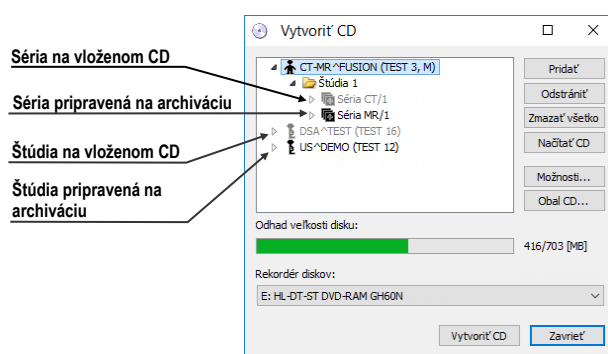 Vytvoriť CD
Séria na vloženom CD
Séria pripravená na archiváciu
Štúdia na vloženom CD
Štúdia pripravená na
archiváciu
CT-MR^FUSION (TEST 3, M)
Štúdia 1
Séria CT/1
Séria MR/1
DSA^TEST (TEST 16)
US^DEMO (TEST 12)
Pridať
Odstrániť
Zmazať všetko
Načítať CD
Možnosti...
Obal CD...
Odhad veľkosti disku:
416/703 [MB]
Rekordér diskov:
E: HL-DT-ST DVD-RAM GH60N
Vytvoriť CD
Zavrieť